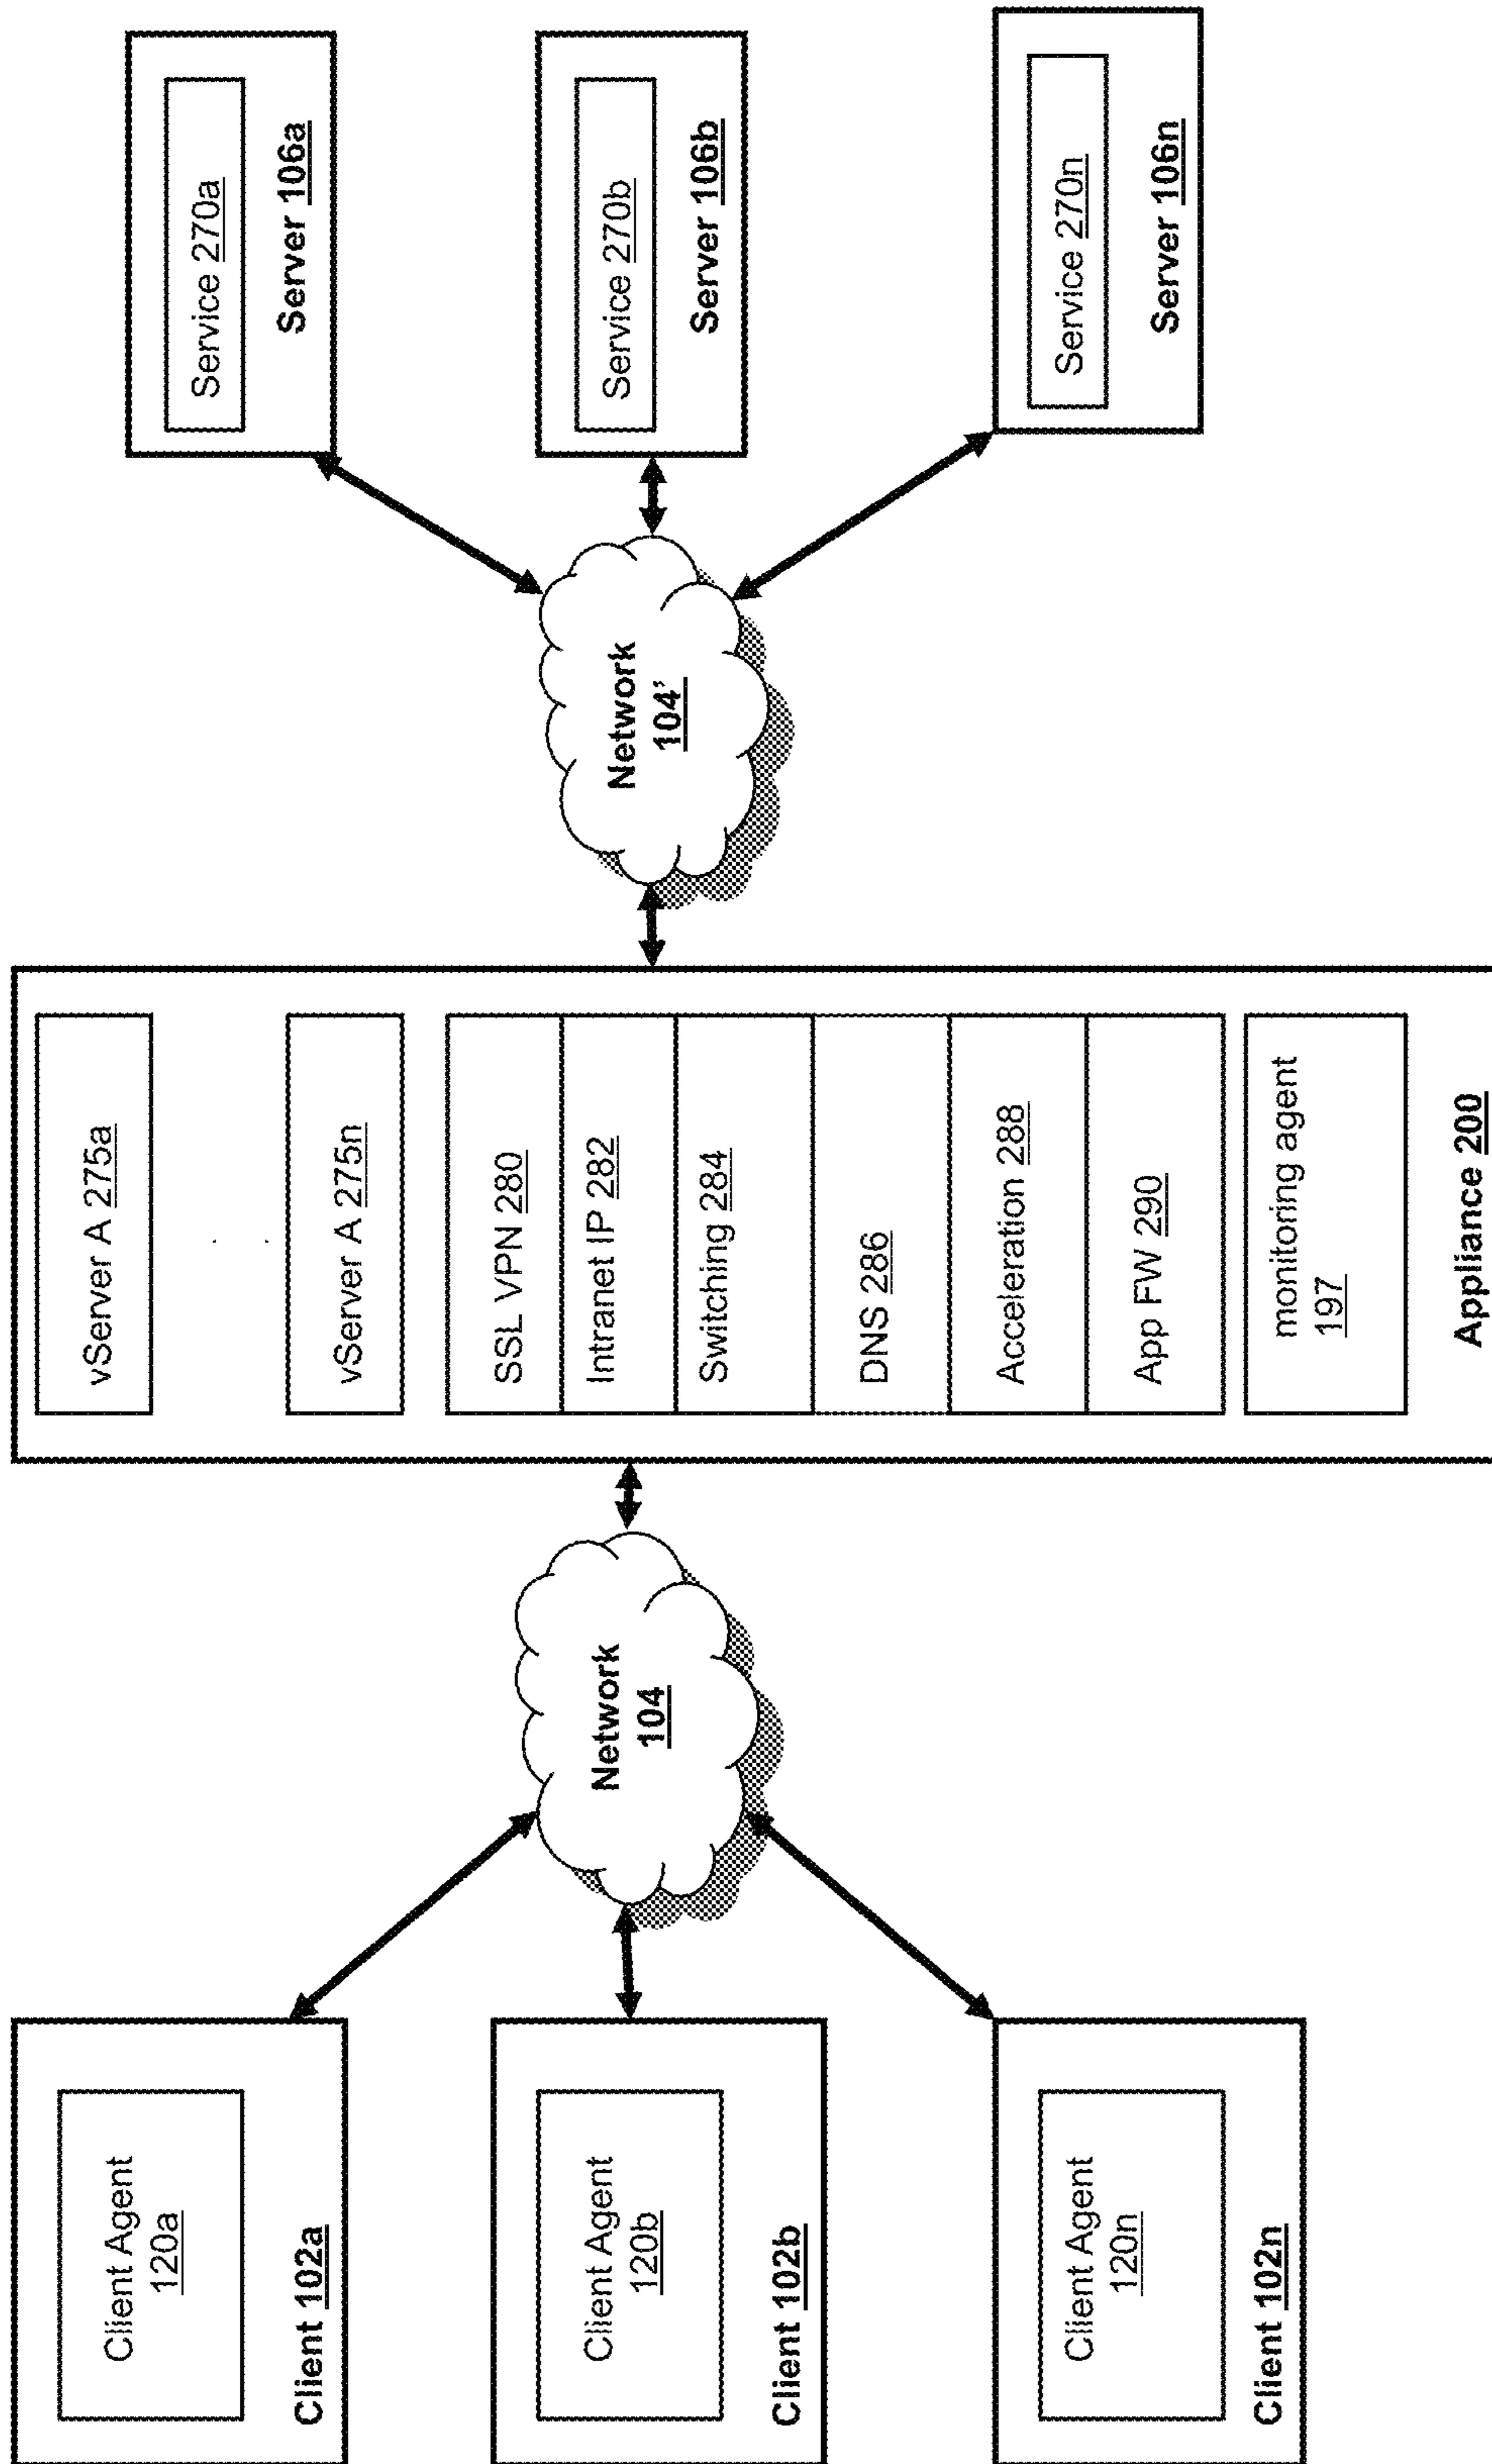 Client Agent
120a
Client 102a
Client Agent
120b
Client 102b
Client Agent
120n
Client 102n
Network
104
vServer A 275a
vServer A 275n
SSL VPN 280
Intranet IP 282
Switching 284
DNS 286
Acceleration 288
App FW 290
monitoring agent
197
Appliance 200
Network
104'
Service 270a
Server 106a
Service 270b
Server 106b
Service 270n
Server 106n